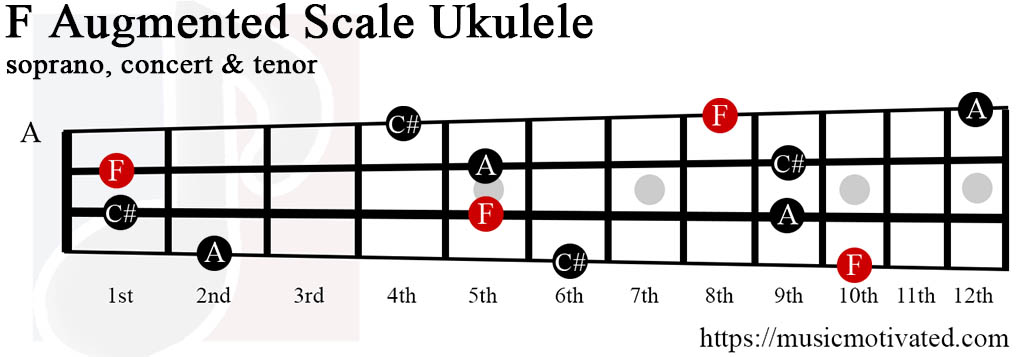 F Augmented Scale Ukulele
soprano, concert & tenor
C# F A
A
F A C#
C# F A
A C# F
1st 2nd 3rd 4th 5th 6th 7th 8th 9th 10th 11th 12th
https://musicmotivated.com